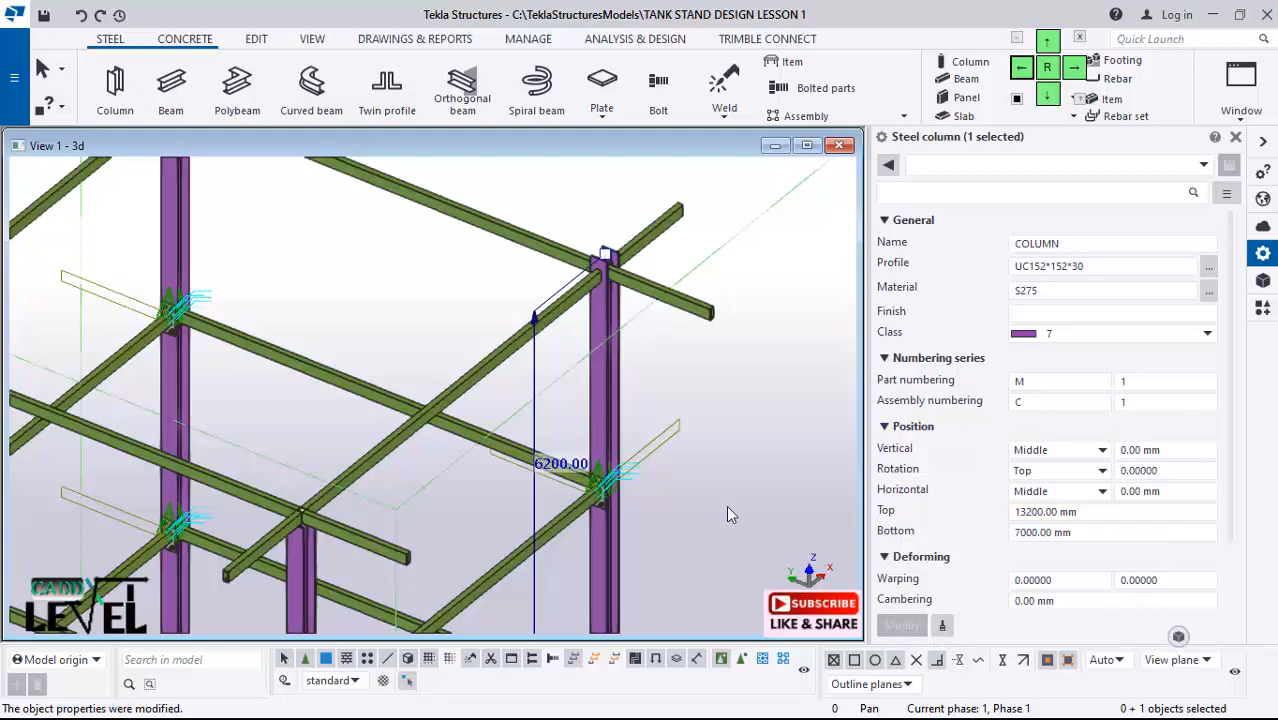 Tekla Structures - C:\TeklaStructuresModels\TANK STAND DESIGN LESSON 1
Log in
STEEL CONCRETE EDIT VIEW DRAWINGS & REPORTS MANAGE ANALYSIS & DESIGN TRIMBLE CONNECT
Quick Launch
Column
Beam
Polybeam
Curved beam
Twin profile
Orthogonal
beam
Spiral beam
Plate
Bolt
Weld
Item
Bolted parts
Assembly
Column
Beam
Panel
Slab
R
Footing
Rebar
Item
Rebar set
Window
View 1 - 3d
Steel column (1 selected)
General
Name COLUMN
Profile UC152*152*30 ...
Material S275 ...
Finish
Class 7
Numbering series
Part numbering M 1
Assembly numbering C 1
Position
Vertical Middle 0.00 mm
Rotation Top 0.00000
Horizontal Middle 0.00 mm
Top 13200.00 mm
Bottom 7000.00 mm
Deforming
Warping 0.00000 0.00000
Cambering 0.00 mm
Modify
6200.00
Z
Y X
CADD
LEVEL
SUBSCRIBE
LIKE & SHARE
Model origin
Search in model
standard
Auto
View plane
Outline planes
The object properties were modified.
0 Pan Current phase: 1, Phase 1 0 + 1 objects selected